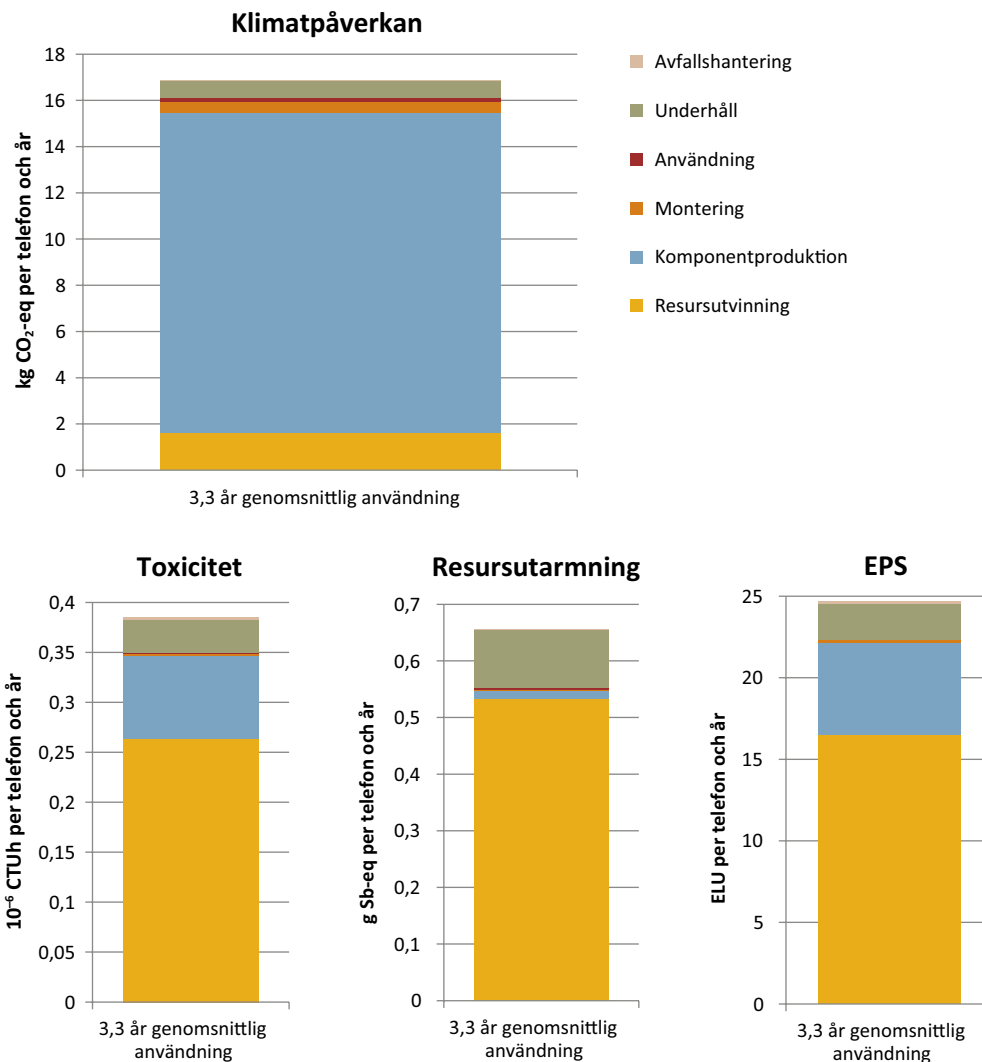 Klimatpåverkan
kg CO₂-eq per telefon och år
18
16
14
12
10
8
6
4
2
0
3,3 år genomsnittlig användning
Avfallshantering
Underhåll
Användning
Montering
Komponentproduktion
Resursutvinning
Toxicitet
10⁻⁶ CTUh per telefon och år
0,4
0,35
0,3
0,25
0,2
0,15
0,1
0,05
0
3,3 år genomsnittlig
användning
Resursutarmning
g Sb-eq per telefon och år
0,7
0,6
0,5
0,4
0,3
0,2
0,1
0
3,3 år genomsnittlig
användning
EPS
ELU per telefon och år
25
20
15
10
5
0
3,3 år genomsnittlig
användning